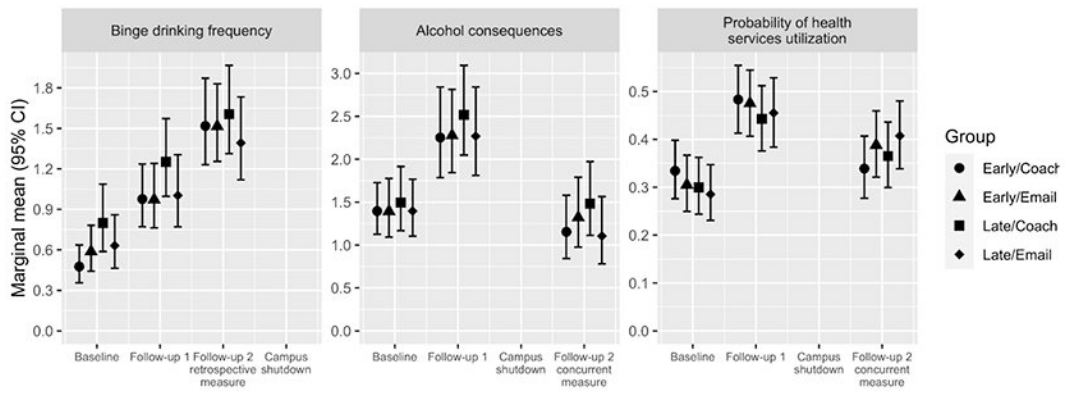 Binge drinking frequency
Alcohol consequences
Probability of health
services utilization
Marginal mean (95% CI)
1.8
1.5
1.2
0.9
0.6
0.3
0.0
Baseline
Follow-up 1
Follow-up 2
retrospective
measure
Campus
shutdown
3.0
2.5
2.0
1.5
1.0
0.5
0.0
Baseline
Follow-up 1
Campus
shutdown
Follow-up 2
concurrent
measure
0.5
0.4
0.3
0.2
0.1
0.0
Baseline
Follow-up 1
Campus
shutdown
Follow-up 2
concurrent
measure
Group
Early/Coach
Early/Email
Late/Coach
Late/Email